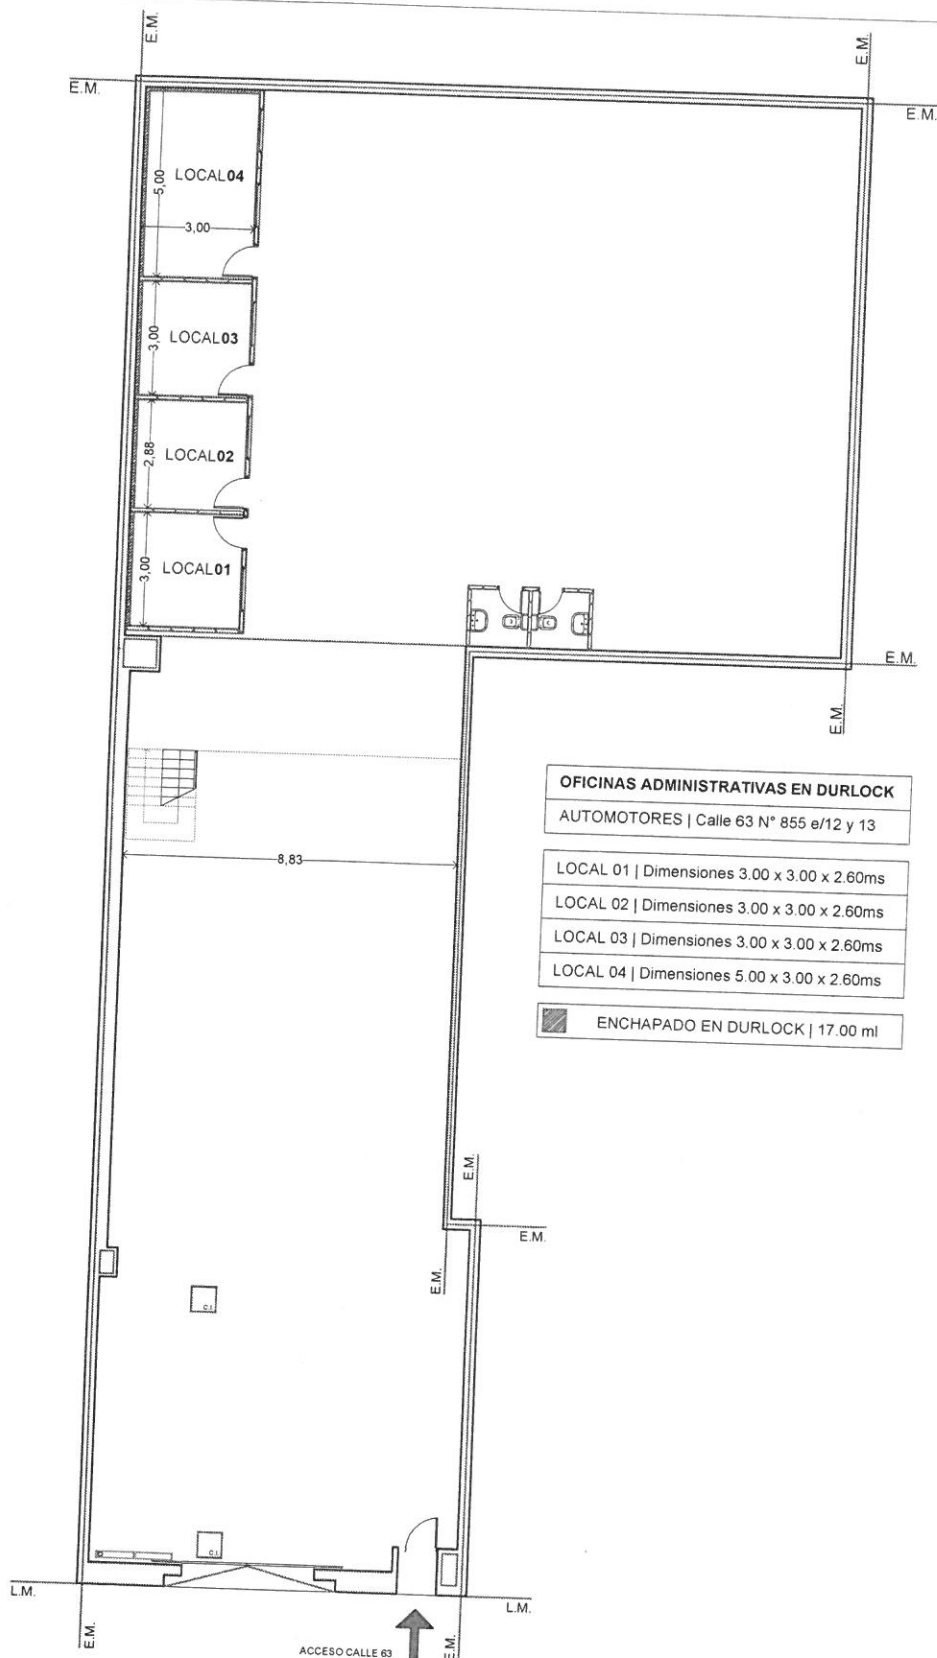 E.M.
E.M.
E.M.
E.M.
LOCAL04
5,00
3,00
LOCAL03
3,00
LOCAL02
2,88
LOCAL01
3,00
E.M.
E.M.
OFICINAS ADMINISTRATIVAS EN DURLOCK
AUTOMOTORES | Calle 63 N° 855 e/12 y 13
8,83
LOCAL 01 | Dimensiones 3.00 x 3.00 x 2.60ms
LOCAL 02 | Dimensiones 3.00 x 3.00 x 2.60ms
LOCAL 03 | Dimensiones 3.00 x 3.00 x 2.60ms
LOCAL 04 | Dimensiones 5.00 x 3.00 x 2.60ms
ENCHAPADO EN DURLOCK | 17.00 ml
E.M.
E.M.
E.M.
C.I.
C.I.
L.M.
L.M.
E.M.
E.M.
ACCESO CALLE 63